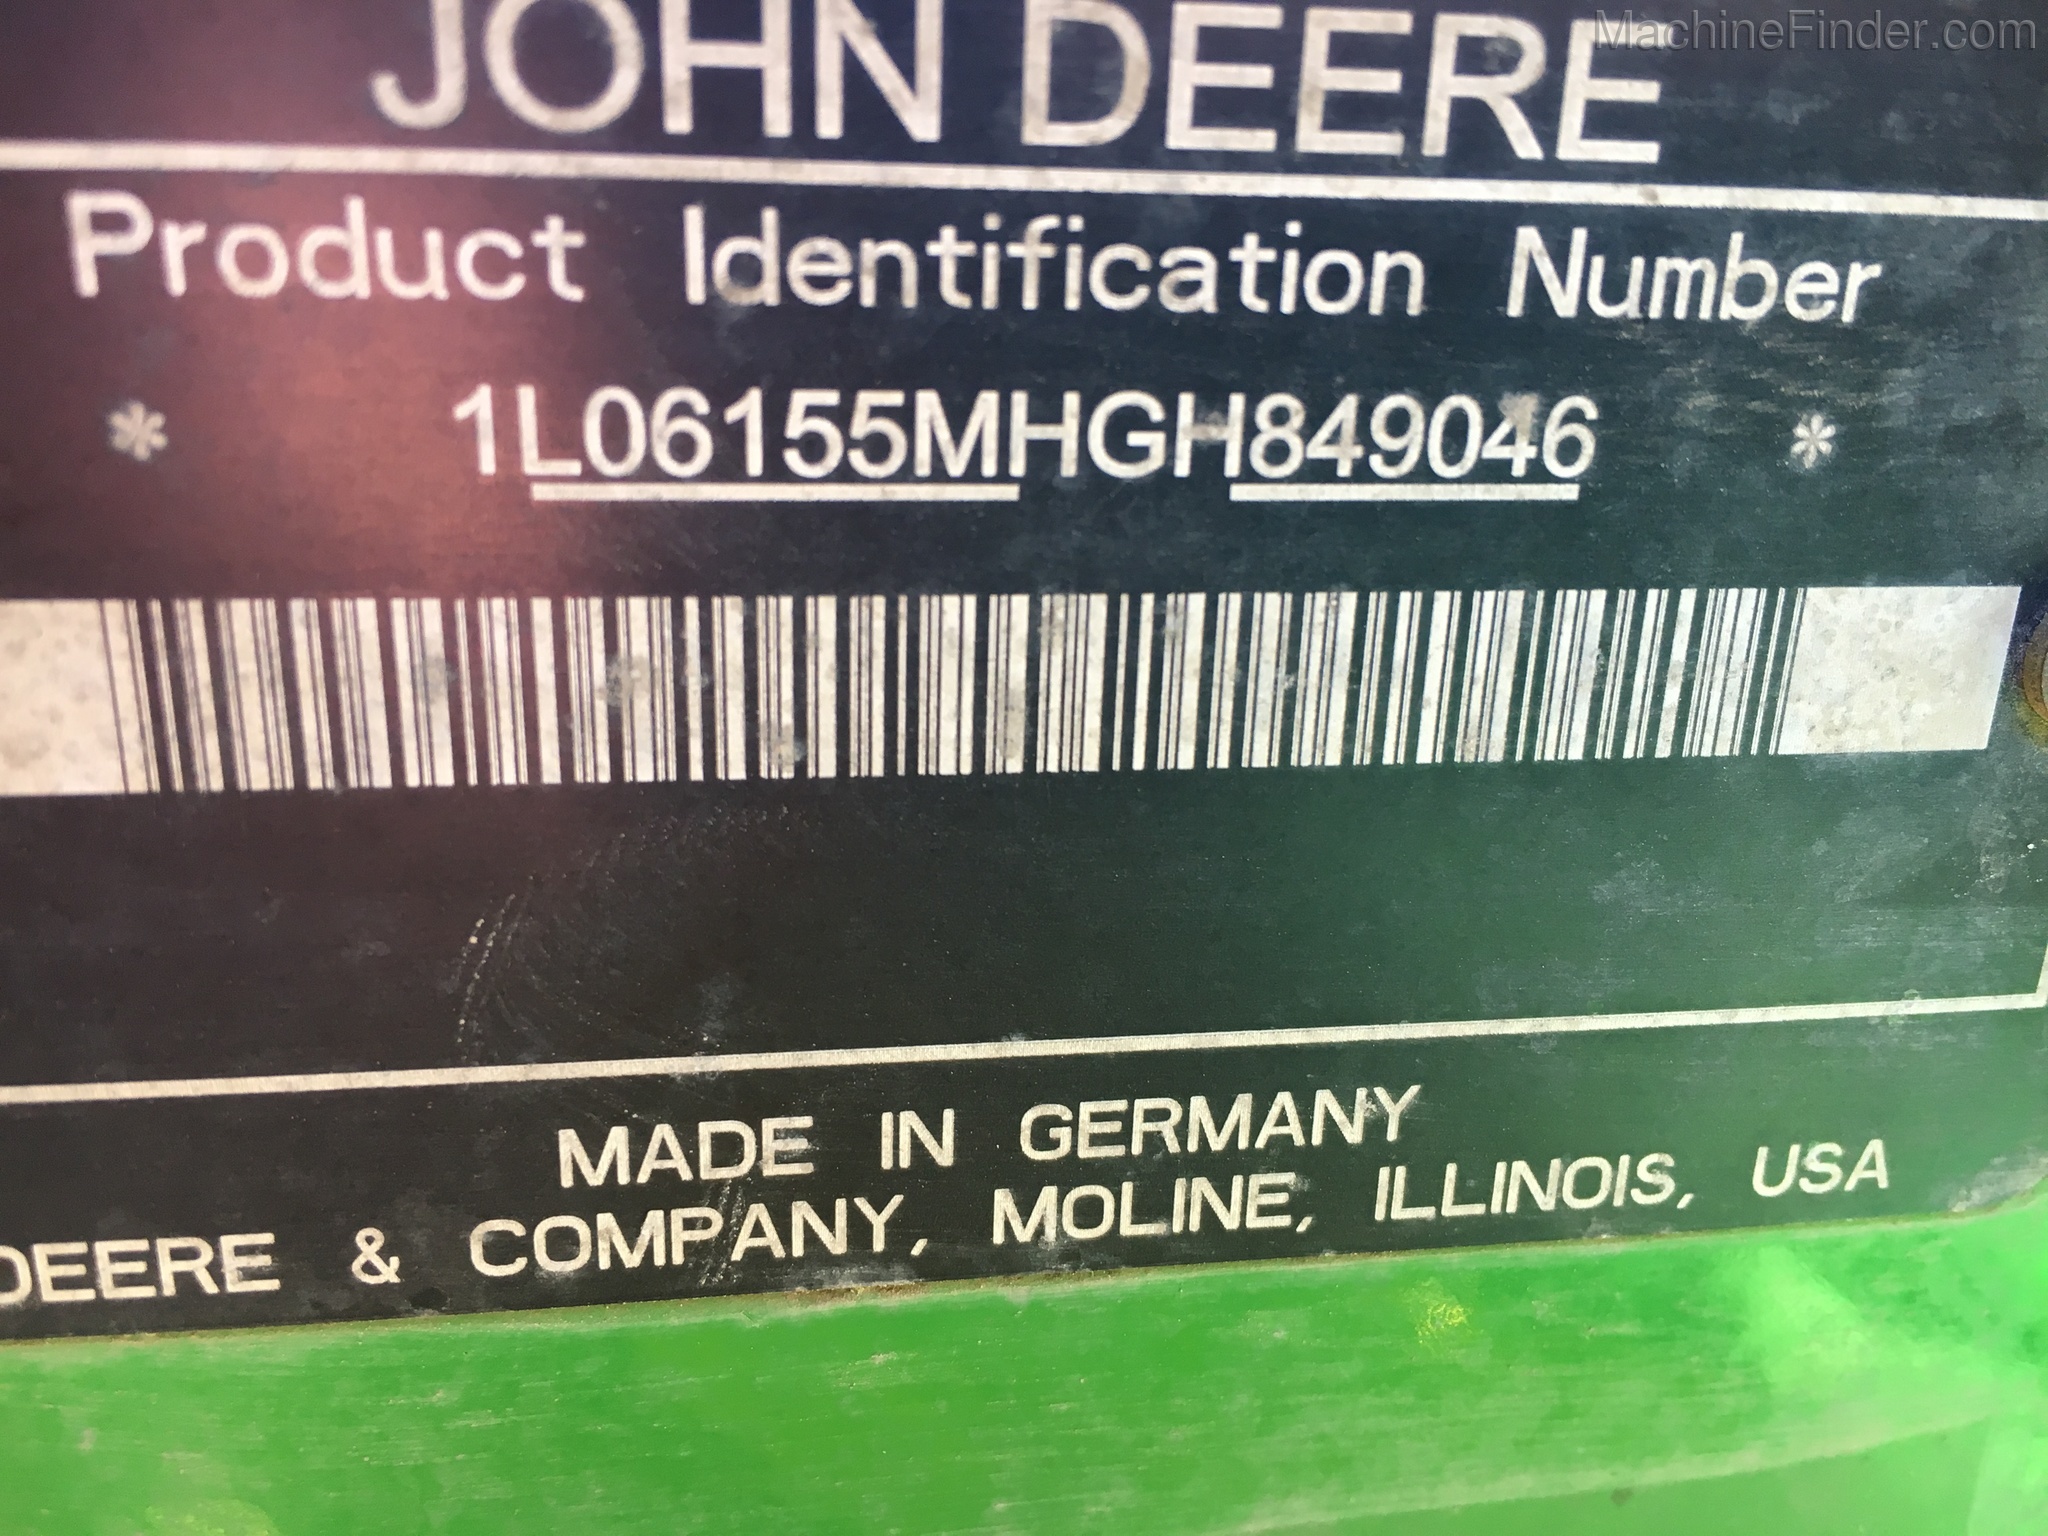 MachineFinder.com
JOHN DEERE
Product Identification Number
* 1L06155MHGH849046 *
MADE IN GERMANY
DEERE & COMPANY, MOLINE, ILLINOIS, USA